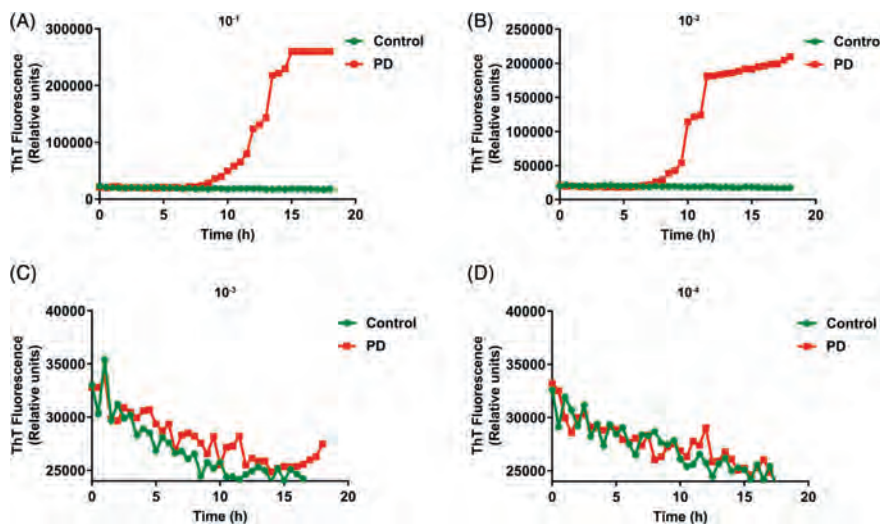 (A)
10⁻¹
ThT Fluorescence
(Relative units)
300000
200000
100000
0
0 5 10 15 20
Time (h)
Control
PD
(B)
10⁻²
ThT Fluorescence
(Relative units)
250000
200000
150000
100000
50000
0
0 5 10 15 20
Time (h)
Contro
PD
(C)
10⁻³
ThT Fluorescence
(Relative units)
40000
35000
30000
25000
0 5 10 15 20
Time (h)
Control
PD
(D)
10⁻⁴
ThT Fluorescence
(Relative units)
40000
35000
30000
25000
0 5 10 15 20
Time (h)
Control
PD